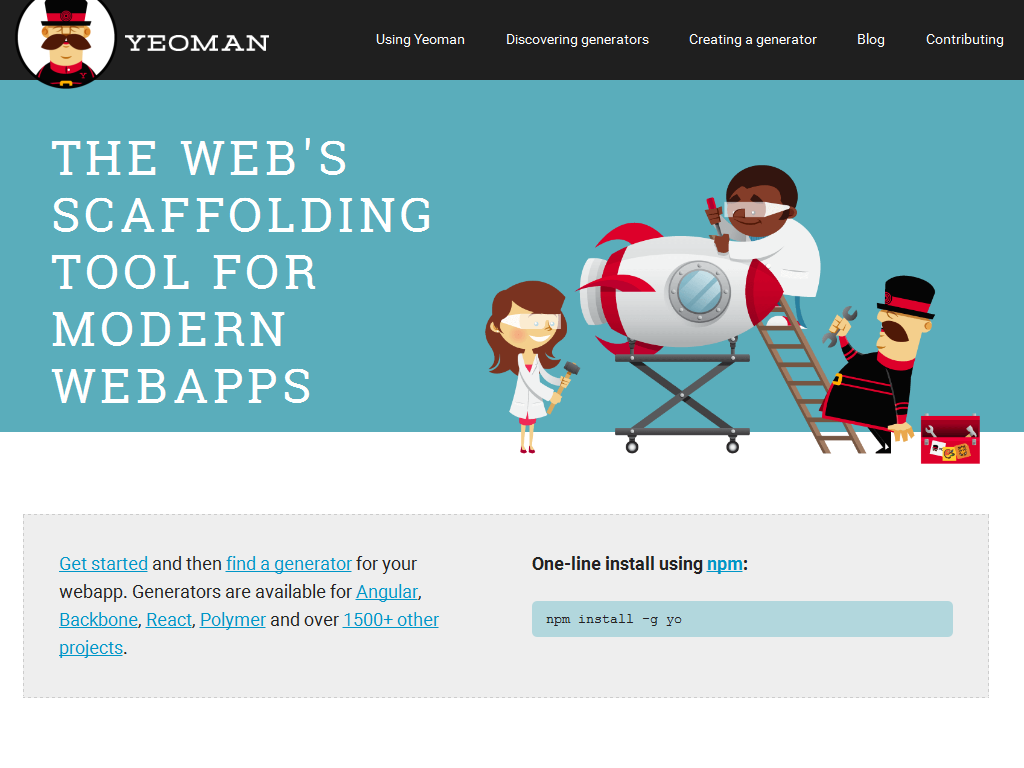 YEOMAN
Using Yeoman
Discovering generators
Creating a generator
Blog
Contributing
THE WEB'S
SCAFFOLDING
TOOL FOR
MODERN
WEBAPPS
Get started and then find a generator for your
webapp. Generators are available for Angular,
Backbone, React, Polymer and over 1500+ other
projects.
One-line install using npm:
npm install -g yo